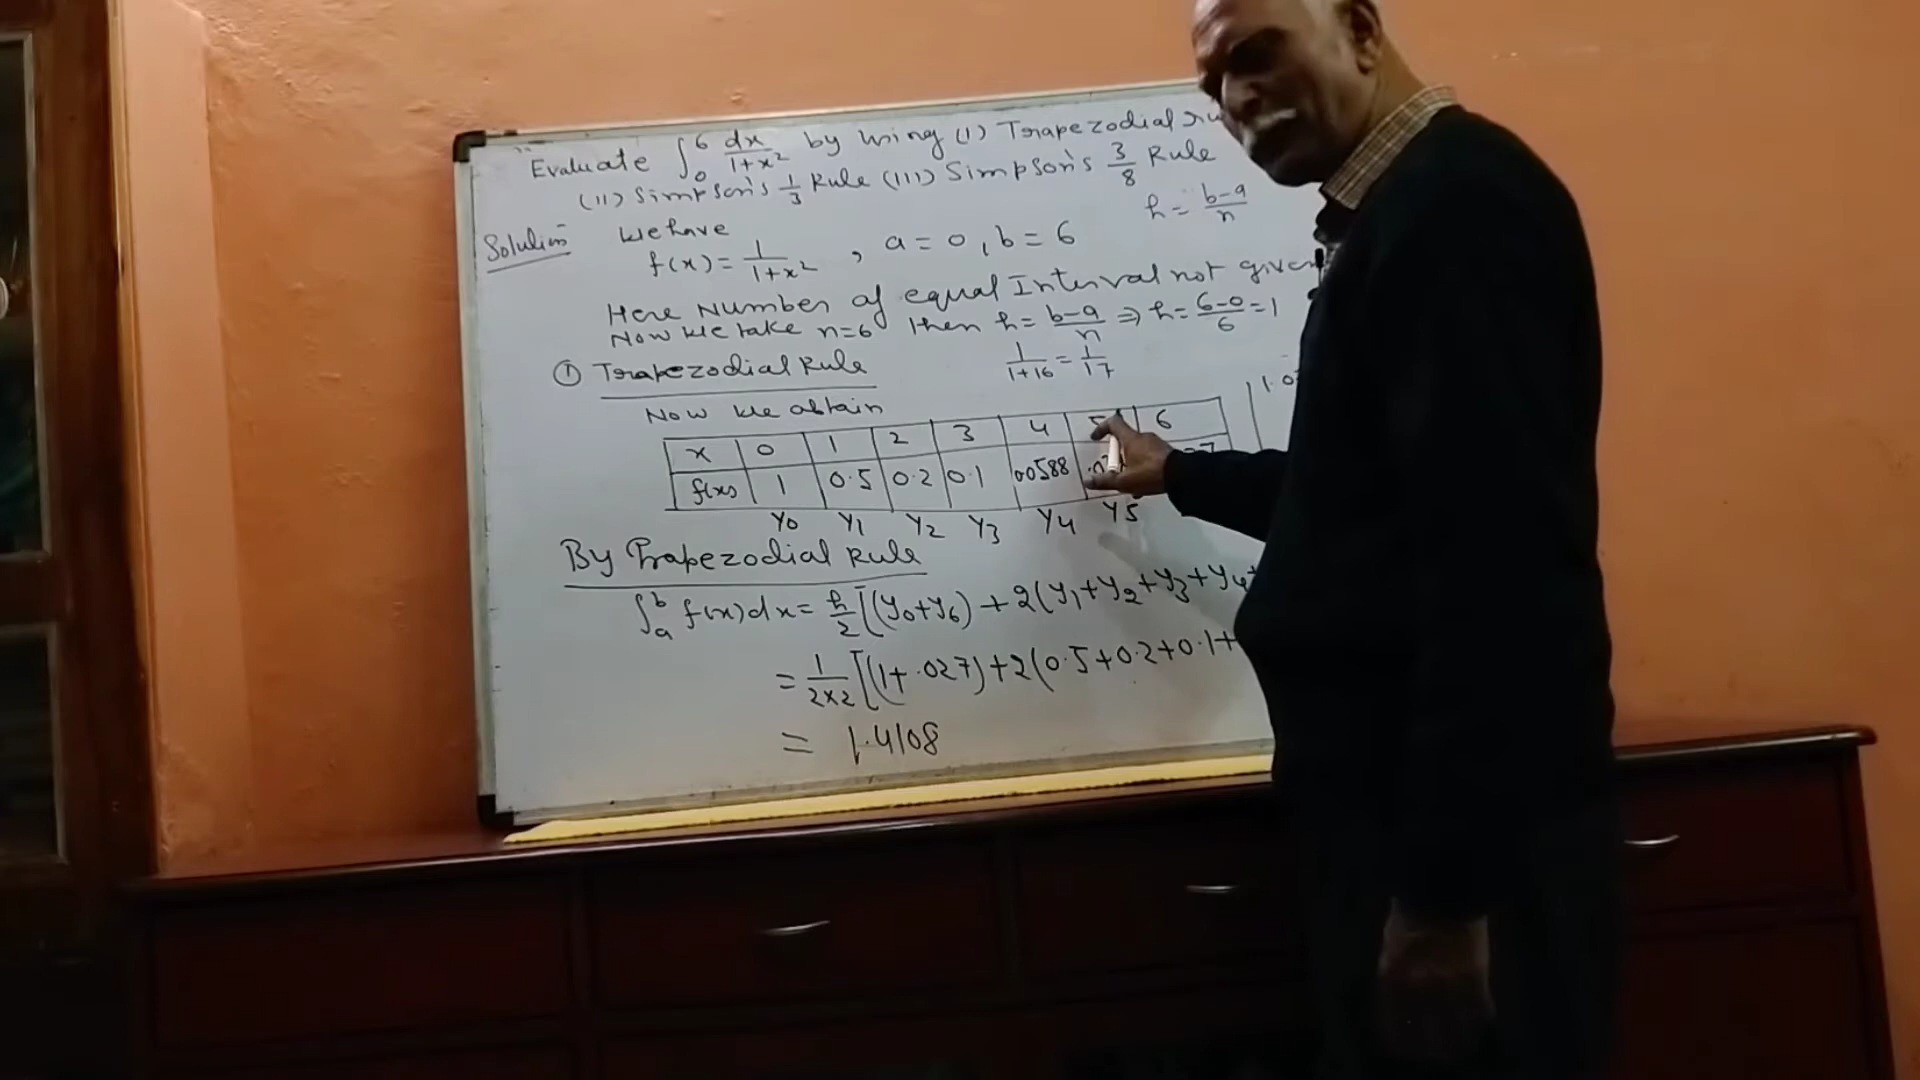 Evaluate ∫₀⁶ dx/1+x² by using (I) Trapezodial
(II) Simpson's 1/3 Rule (III) Simpson's 3/8 Rule
h = b-a/n
Solution We have
f(x) = 1/1+x² , a = 0, b = 6
Here Number of equal Interval not given
Now we take n=6 then h = b-a/n ⇒ h = 6-0/6 = 1
① Trapezodial Rule
1/1+16 = 1/17
Now we obtain
x 0 1 2 3 4 5 6
f(x) 1 0.5 0.2 0.1 0.0588
y0 y1 y2 y3 y4 y5
By Trapezodial Rule
∫ₐᵇ f(x)dx = h/2 [(y0+y6) + 2(y1+y2+y3+y4+
= 1/2×2 [(1+.027)+2(0.5+0.2+0.1+
= 1.4108